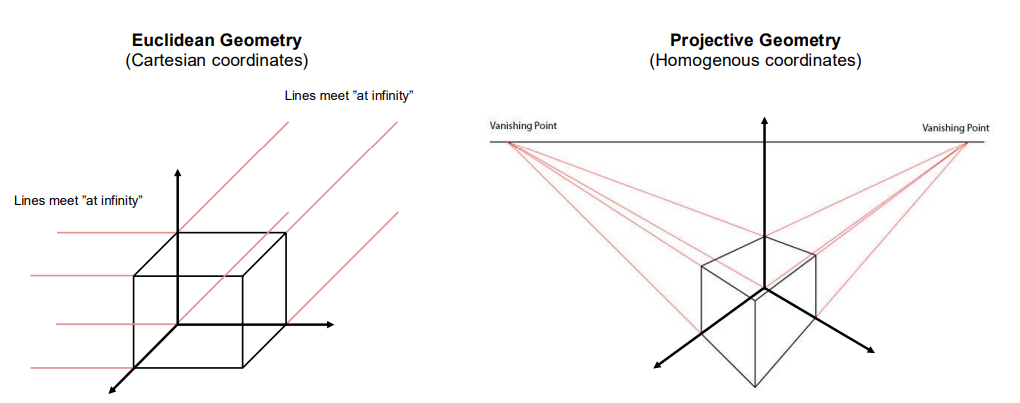 Euclidean Geometry
(Cartesian coordinates)
Lines meet ”at infinity”
Lines meet ”at infinity”
Projective Geometry
(Homogenous coordinates)
Vanishing Point
Vanishing Point